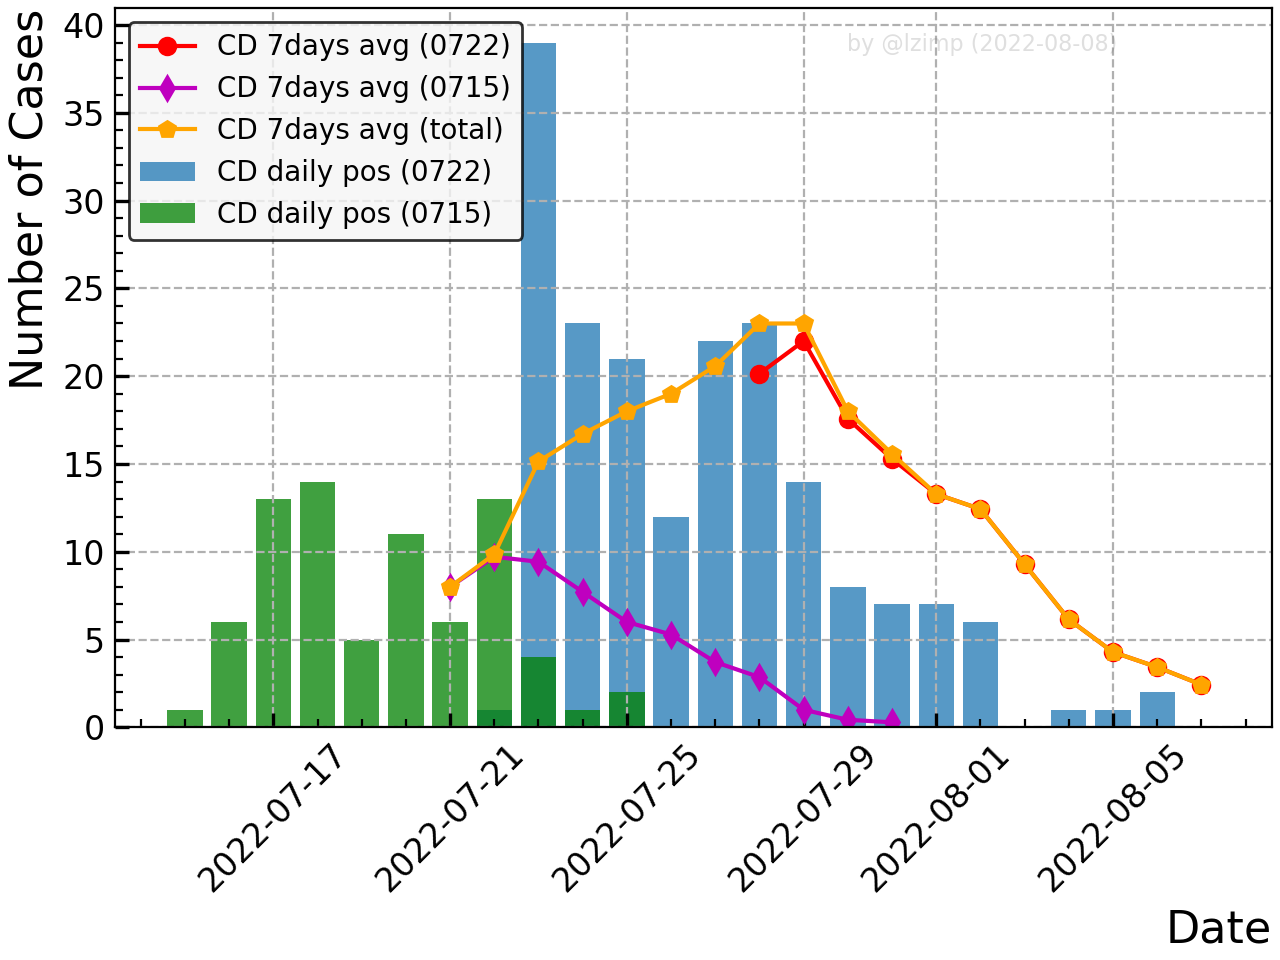 Number of Cases
40
35
30
25
20
15
10
5
0
CD 7days avg (0722)
CD 7days avg (0715)
CD 7days avg (total)
CD daily pos (0722)
CD daily pos (0715)
by @lzimp (2022-08-08)
2022-07-17
2022-07-21
2022-07-25
2022-07-29
2022-08-01
2022-08-05
Date